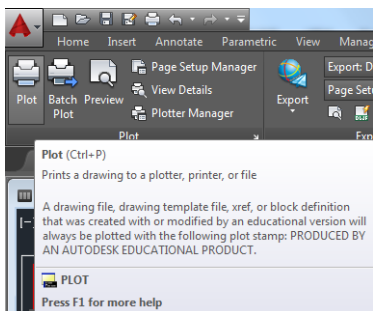 Home Insert Annotate Parametric View Manag
Plot
Batch Plot
Preview
Page Setup Manager
View Details
Plotter Manager
Export
Export: D
Page Set
Plot
Exp
Plot (Ctrl+P)
Prints a drawing to a plotter, printer, or file
A drawing file, drawing template file, xref, or block definition
that was created with or modified by an educational version will
always be plotted with the following plot stamp: PRODUCED BY
AN AUTODESK EDUCATIONAL PRODUCT.
PLOT
Press F1 for more help